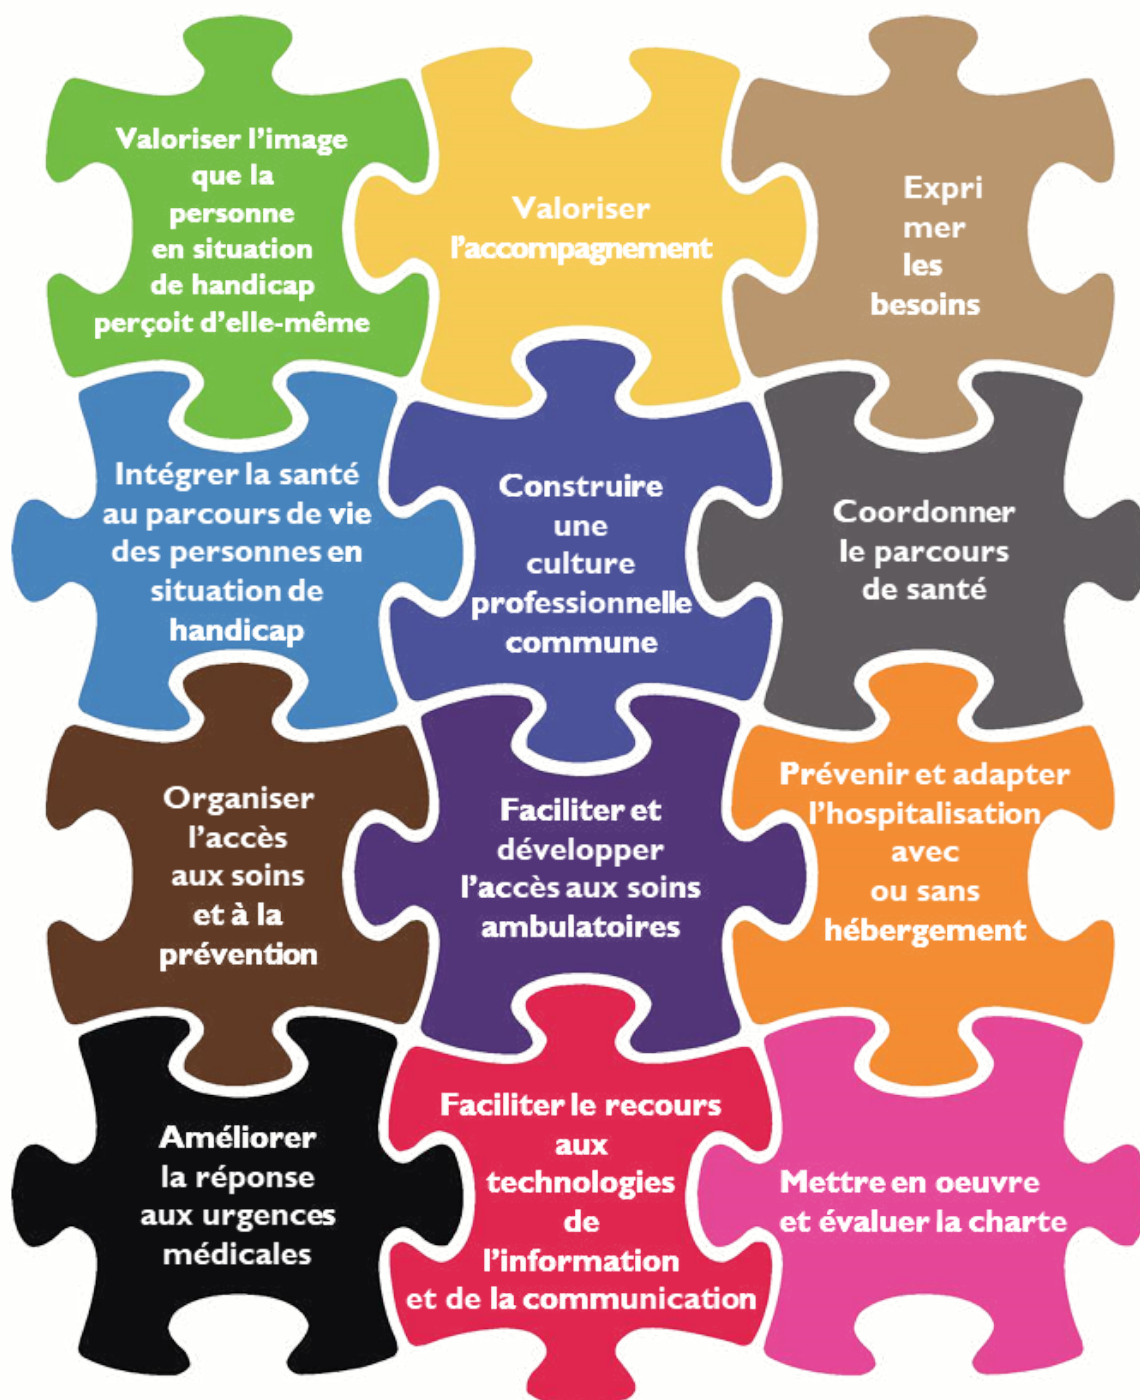 Valoriser l'image
que la
personne
en situation
de handicap
perçoit d'elle-même
Valoriser
l'accompagnement
Expri
mer
les
besoins
Intégrer la santé
au parcours de vie
des personnes en
situation de
handicap
Construire
une
culture
professionnelle
commune
Coordonner
le parcours
de santé
Organiser
l'accès
aux soins
et à la
prévention
Faciliter et
développer
l'accès aux soins
ambulatoires
Prévenir et adapter
l'hospitalisation
avec
ou sans
hébergement
Améliorer
la réponse
aux urgences
médicales
Faciliter le recours
aux
technologies
de
l'information
et de la communication
Mettre en oeuvre
et évaluer la charte